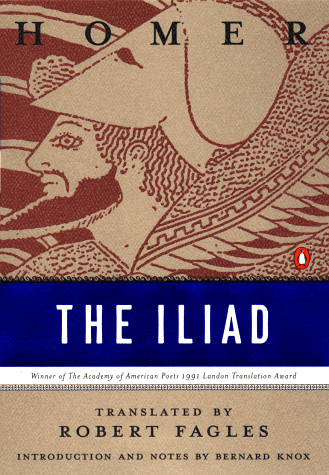 HOMER
THE ILIAD
Winner of The Academy of American Poets 1991 Landon Translation Award
TRANSLATED BY
ROBERT FAGLES
INTRODUCTION AND NOTES BY BERNARD KNOX